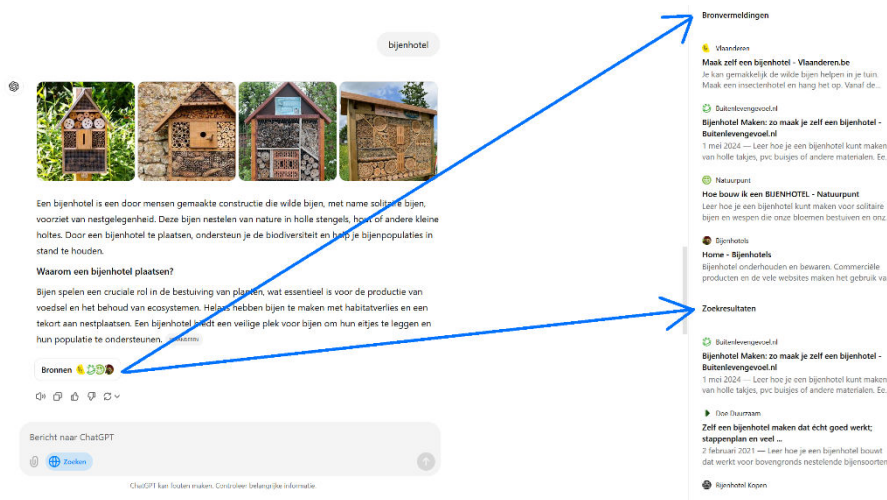 bijenhotel
Een bijenhotel is een door mensen gemaakte constructie die wilde bijen, met name solitaire bijen,
voorziet van nestgelegenheid. Deze bijen nestelen van nature in holle stengels, hout of andere kleine
holtes. Door een bijenhotel te plaatsen, ondersteun je de biodiversiteit en help je bijenpopulaties in
stand te houden.
Waarom een bijenhotel plaatsen?
Bijen spelen een cruciale rol in de bestuiving van planten, wat essentieel is voor de productie van
voedsel en het behoud van ecosystemen. Helaas hebben bijen te maken met habitatverlies en een
tekort aan nestplaatsen. Een bijenhotel biedt een veilige plek voor bijen om hun eitjes te leggen en
hun populatie te ondersteunen.
Bronnen
Bericht naar ChatGPT
Zoeken
ChatGPT kan fouten maken. Controleer belangrijke informatie.
Bronvermeldingen
Vlaanderen
Maak zelf een bijenhotel - Vlaanderen.be
Je kan gemakkelijk de wilde bijen helpen in je tuin.
Maak een insectenhotel en hang het op. Vanaf de...
Buitenlevengevoel.nl
Bijenhotel Maken: zo maak je zelf een bijenhotel -
Buitenlevengevoel.nl
1 mei 2024 — Leer hoe je een bijenhotel kunt maken
van holle takjes, pvc buisjes of andere materialen. Ee.
Natuurpunt
Hoe bouw ik een BIJENHOTEL - Natuurpunt
Leer hoe je een bijenhotel kunt maken voor solitaire
bijen en wespen die onze bloemen bestuiven en onz
Bijenhotels
Home - Bijenhotels
Bijenhotel onderhouden en bewaren. Commerciële
producten en de vele websites maken het gebruik va
Zoekresultaten
Buitenlevengevoel.nl
Bijenhotel Maken: zo maak je zelf een bijenhotel -
Buitenlevengevoel.nl
1 mei 2024 — Leer hoe je een bijenhotel kunt maken
van holle takjes, pvc buisjes of andere materialen. Ee.
Doe Duurzaam
Zelf een bijenhotel maken dat écht goed werkt;
stappenplan en veel ...
2 februari 2021 — Leer hoe je een bijenhotel bouwt
dat werkt voor bovengronds nestelende bijensoorten
Bijenhotel Kopen